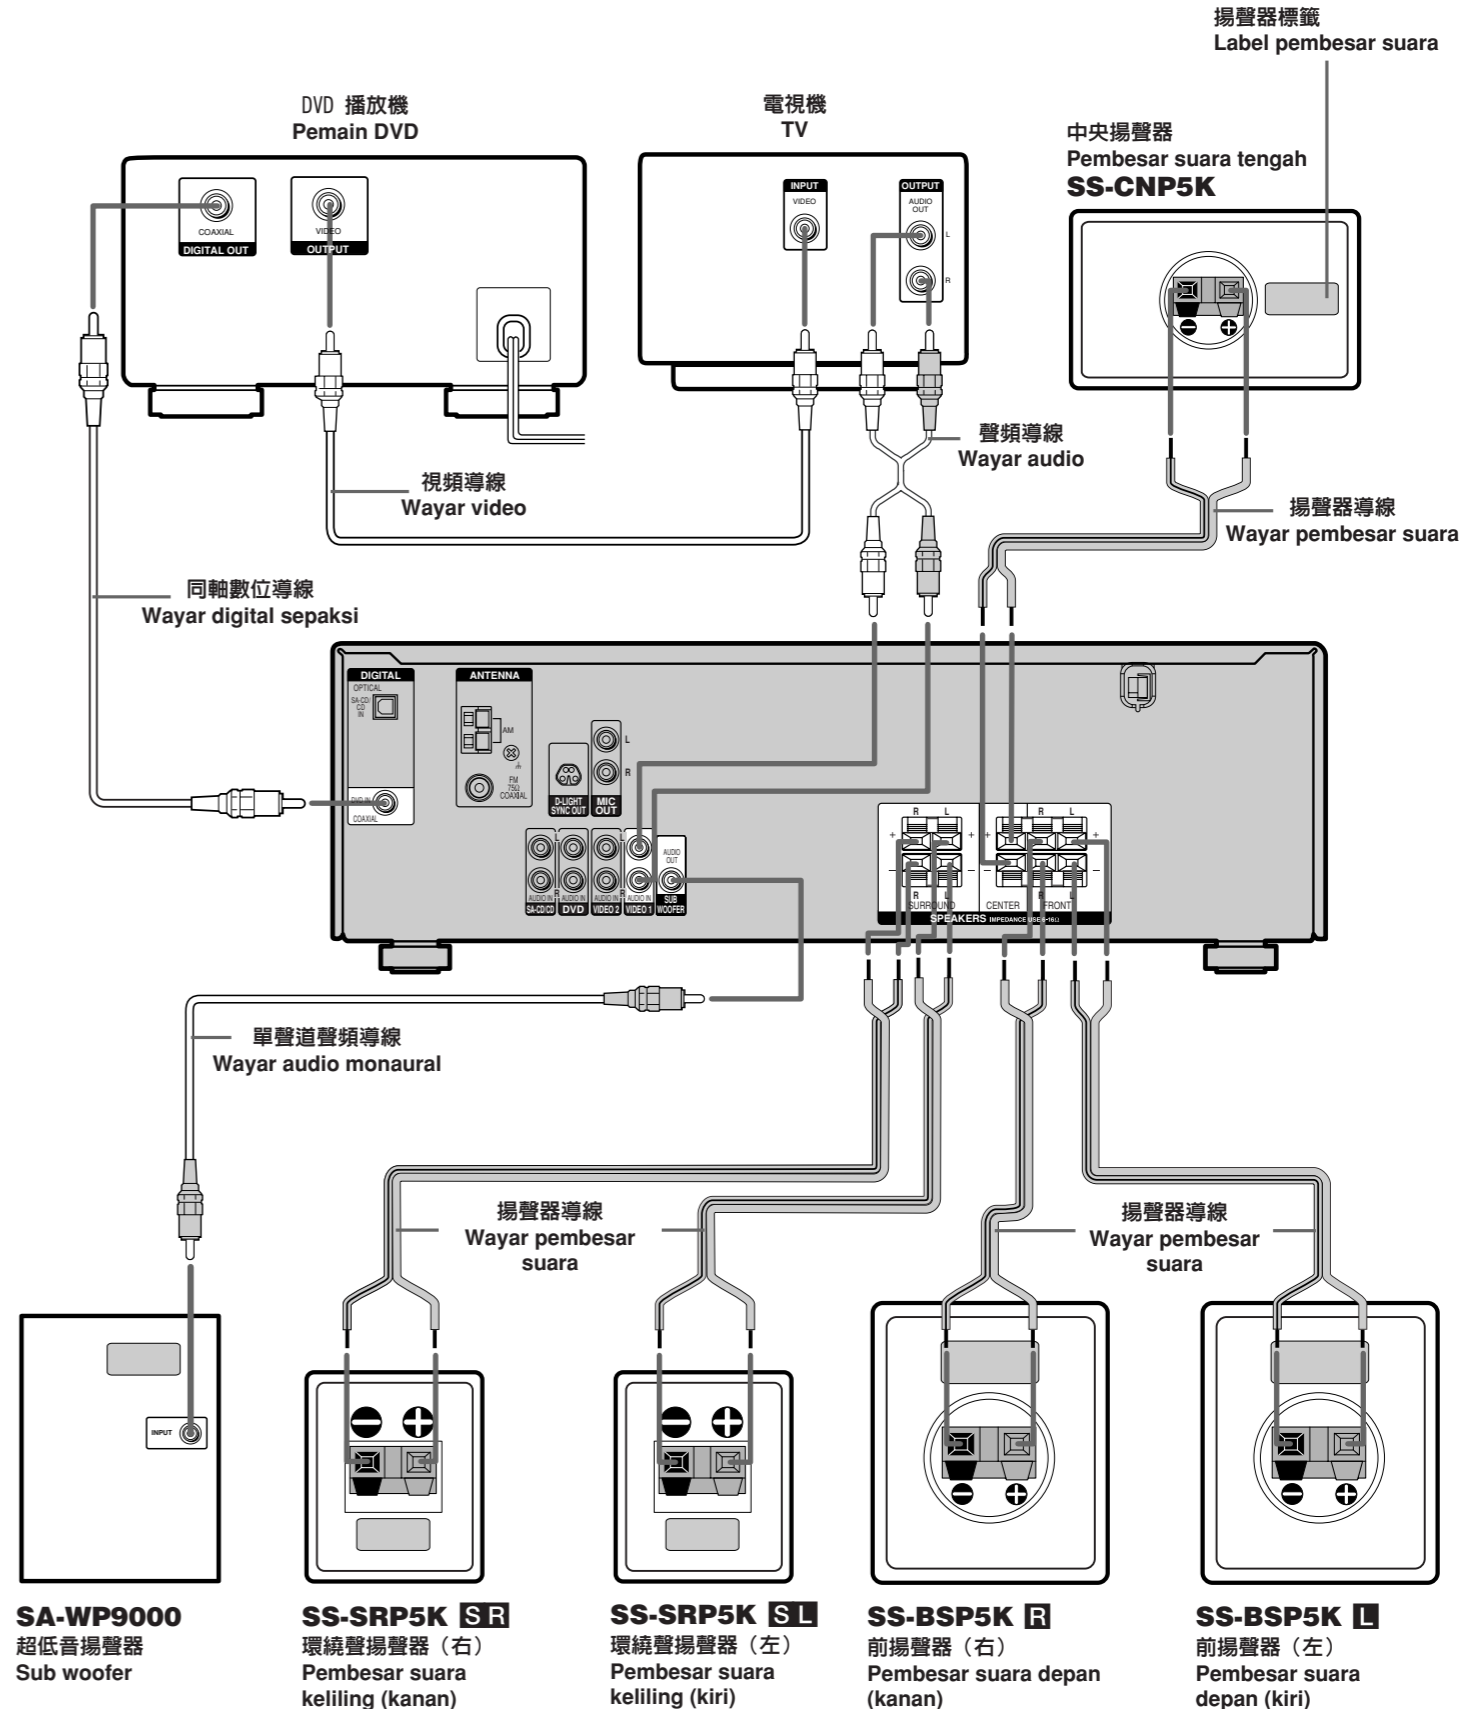 揚聲器標籤
Label pembesar suara
DVD 播放機
Pemain DVD
電視機
TV
中央揚聲器
Pembesar suara tengah
SS-CNP5K
COAXIAL
DIGITAL OUT
VIDEO
OUTPUT
INPUT
VIDEO
OUTPUT
AUDIO
OUT
L
R
聲頻導線
Wayar audio
視頻導線
Wayar video
揚聲器導線
Wayar pembesar suara
同軸數位導線
Wayar digital sepaksi
DIGITAL
OPTICAL
SA-CD/
CD
IN
DVD IN
COAXIAL
ANTENNA
AM
FM
75Ω
COAXIAL
D-LIGHT
SYNC OUT
L
R
MIC
OUT
L
R
AUDIO IN
SA-CD/CD
AUDIO IN
DVD
L
R
AUDIO IN
VIDEO 2
AUDIO IN
VIDEO 1
AUDIO
OUT
SUB
WOOFER
R L
R L
+ + + +
– – – –
R L
R L
SURROUND
CENTER
FRONT
SPEAKERS IMPEDANCE USE 8-16Ω
單聲道聲頻導線
Wayar audio monaural
揚聲器導線
Wayar pembesar
suara
揚聲器導線
Wayar pembesar
suara
INPUT
SA-WP9000
超低音揚聲器
Sub woofer
SS-SRP5K SR
環繞聲揚聲器（右）
Pembesar suara
keliling (kanan)
SS-SRP5K SL
環繞聲揚聲器（左）
Pembesar suara
keliling (kiri)
SS-BSP5K R
前揚聲器（右）
Pembesar suara depan
(kanan)
SS-BSP5K L
前揚聲器（左）
Pembesar suara
depan (kiri)